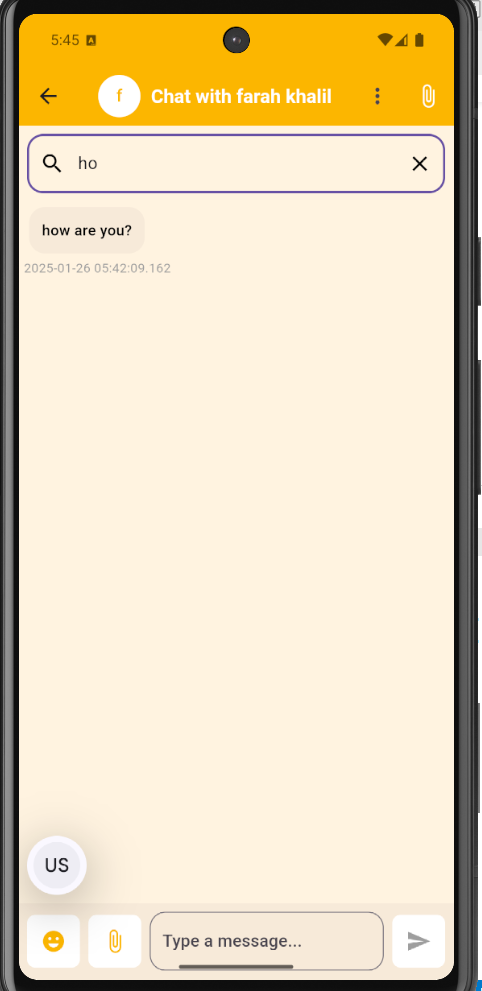 5:45 A
f Chat with farah khalil
ho
how are you?
2025-01-26 05:42:09.162
US
Type a message...